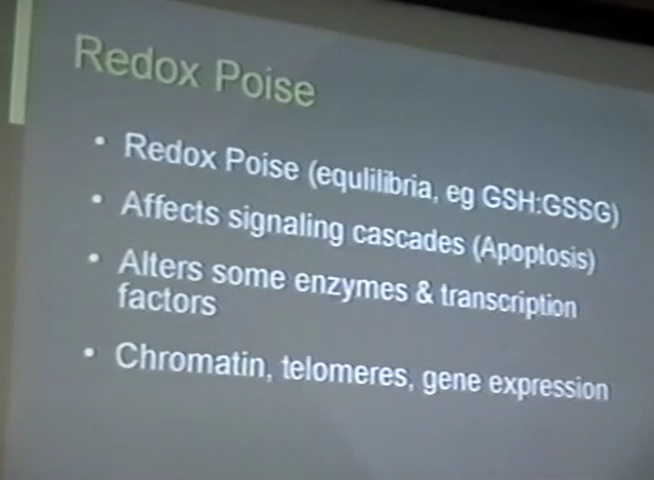 Redox Poise
• Redox Poise (equlilibria, eg GSH:GSSG)
• Affects signaling cascades (Apoptosis)
• Alters some enzymes & transcription
factors
• Chromatin, telomeres, gene expression